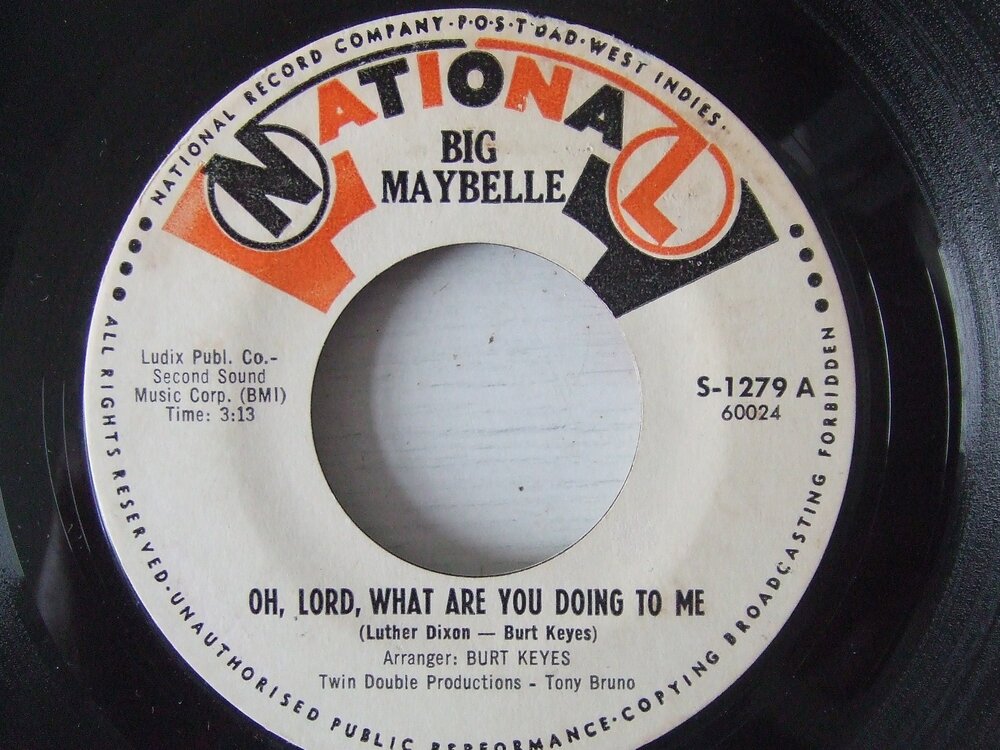 NATIONAL RECORD COMPANY·P·O·S·T DAD·WEST INDIES·
NATIONAL
BIG
MAYBELLE
Ludix Publ. Co.-
Second Sound
Music Corp. (BMI)
Time: 3:13
S-1279 A
60024
OH, LORD, WHAT ARE YOU DOING TO ME
(Luther Dixon — Burt Keyes)
Arranger: BURT KEYES
Twin Double Productions - Tony Bruno
ALL RIGHTS RESERVED·UNAUTHORISED PUBLIC PERFORMANCE·COPYING BROADCASTING FORBIDDEN